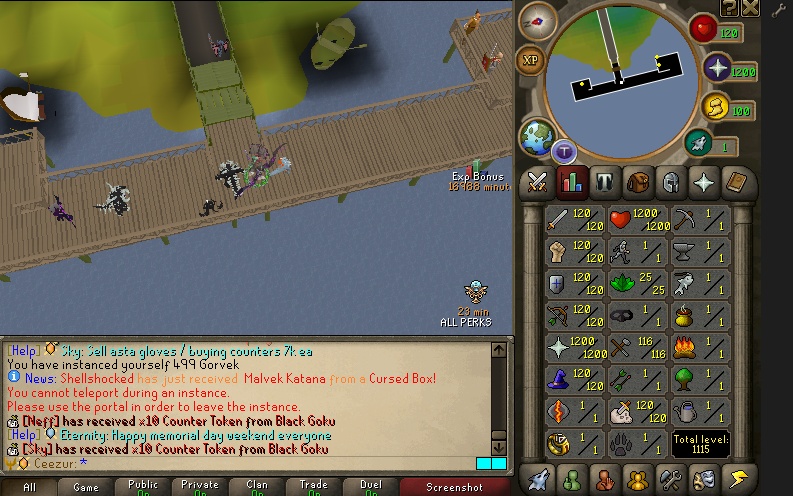 120
XP
1200
100
T
1
Exp Bonus
16988 minut
23 min
ALL PERKS
120/120 1200/1200 1/1
120/120 1/1 1/1
120/120 25/25 1/1
120/120 1/1 1/1
1200/1200 116/116 1/1
120/120 1/1 1/1
1/1 120/120 1/1
1/1 1/1 Total level:
1115
[Help] Sky: Sell asta gloves / buying counters 7k ea
You have instanced yourself 499 Gorvek
News: Shellshocked has just received Malvek Katana from a Cursed Box!
You cannot teleport during an instance.
Please use the portal in order to leave the instance.
[Neff] has received x10 Counter Token from Black Goku
[Help] Eternity: Happy memorial day weekend everyone
[Sky] has received x10 Counter Token from Black Goku
Ceezur: *
All Game Public Private Clan Trade Duel Screenshot
On On On On On